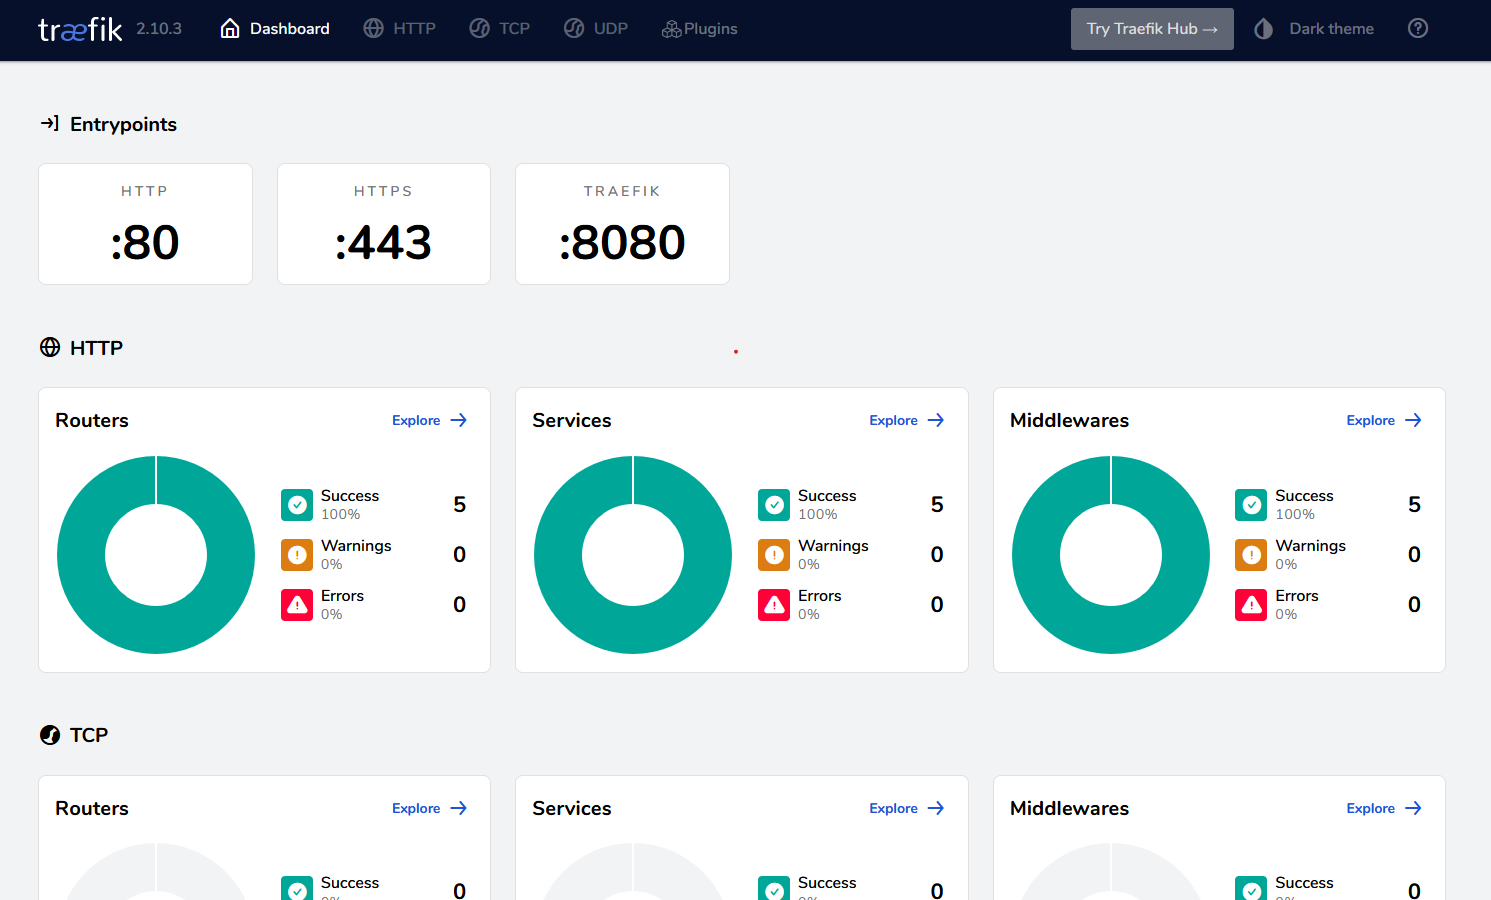 træfik 2.10.3 Dashboard HTTP TCP UDP Plugins Try Traefik Hub → Dark theme
Entrypoints
HTTP HTTPS TRAEFIK
:80 :443 :8080
HTTP
Routers Explore Services Explore Middlewares Explore
Success 5 Success 5 Success 5
100% 100% 100%
Warnings 0 Warnings 0 Warnings 0
0% 0% 0%
Errors 0 Errors 0 Errors 0
0% 0% 0%
TCP
Routers Explore Services Explore Middlewares Explore
Success 0 Success 0 Success 0